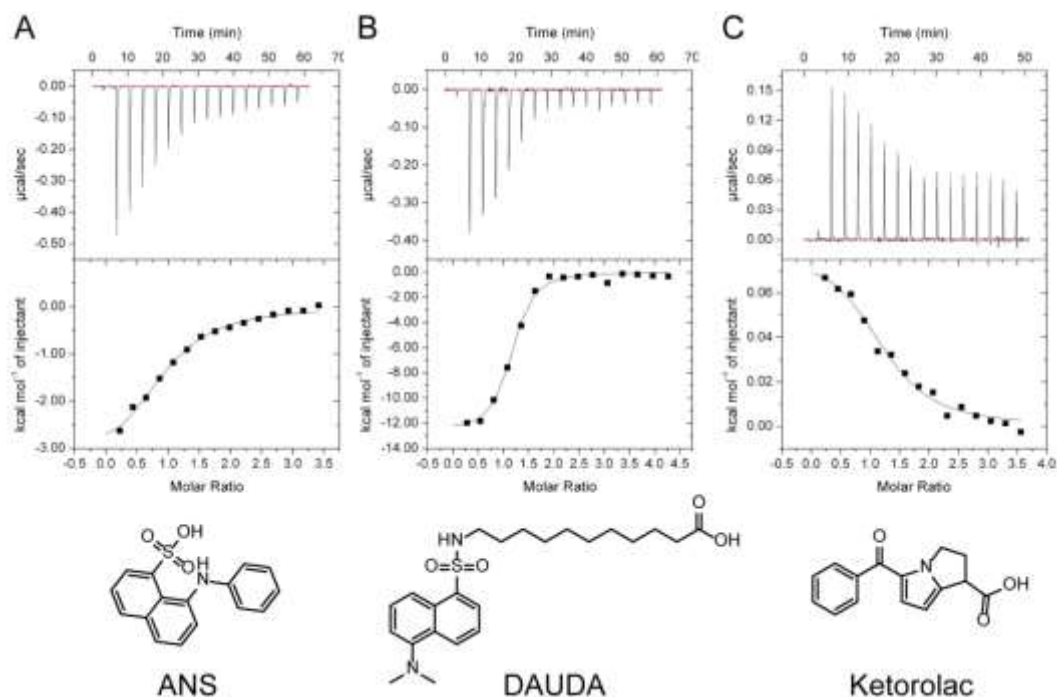 A
Time (min)
0 10 20 30 40 50 60 70
0.00
-0.10
-0.20
-0.30
-0.40
-0.50
µcal/sec
0.00
-1.00
-2.00
-3.00
kcal mol⁻¹ of injectant
-0.5 0.0 0.5 1.0 1.5 2.0 2.5 3.0 3.5
Molar Ratio
B
Time (min)
0 10 20 30 40 50 60 70
0.00
-0.10
-0.20
-0.30
-0.40
µcal/sec
0.00
-2.00
-4.00
-6.00
-8.00
-10.00
-12.00
-14.00
kcal mol⁻¹ of injectant
-0.5 0.0 0.5 1.0 1.5 2.0 2.5 3.0 3.5 4.0 4.5
Molar Ratio
C
Time (min)
0 10 20 30 40 50
0.15
0.12
0.09
0.06
0.03
0.00
µcal/sec
0.06
0.04
0.02
0.00
kcal mol⁻¹ of injectant
-0.5 0.0 0.5 1.0 1.5 2.0 2.5 3.0 3.5 4.0
Molar Ratio
OH
O
S
O
H
N
ANS
O
OH
HN
O=S=O
N
DAUDA
O
N
OH
O
Ketorolac